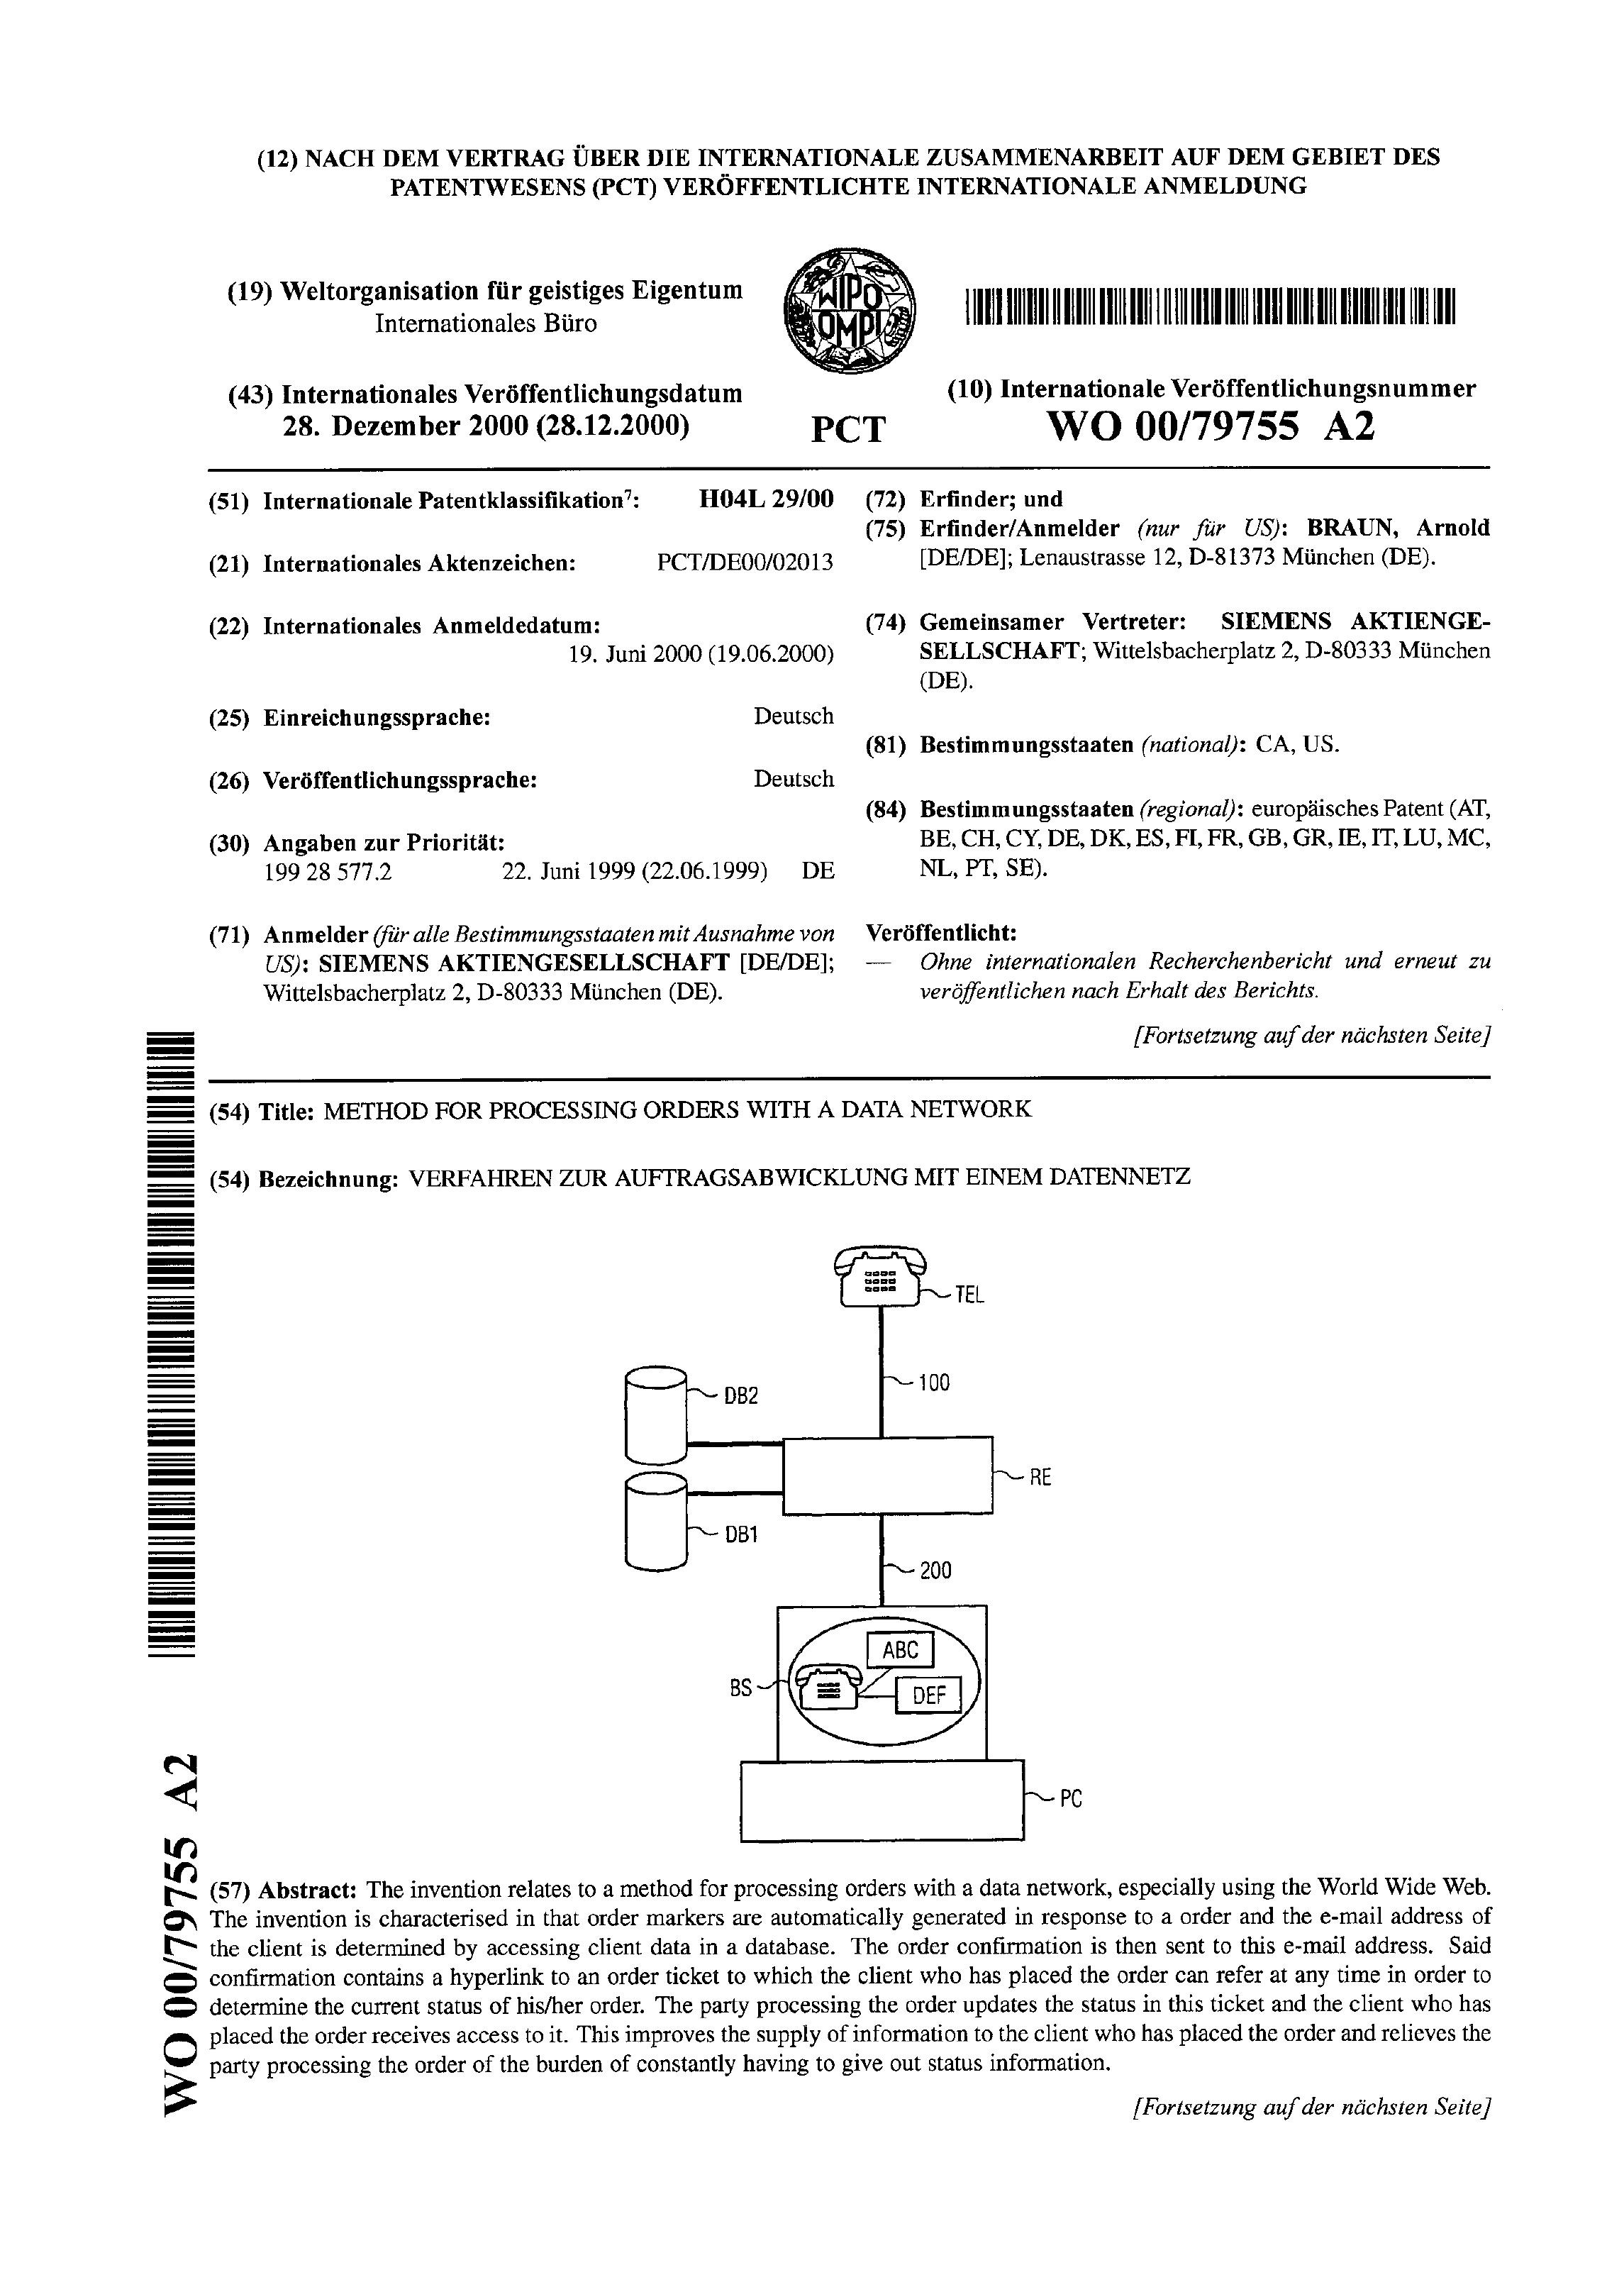 (12) NACH DEM VERTRAG ÜBER DIE INTERNATIONALE ZUSAMMENARBEIT AUF DEM GEBIET DES
PATENTWESENS (PCT) VERÖFFENTLICHTE INTERNATIONALE ANMELDUNG
(19) Weltorganisation für geistiges Eigentum
Internationales Büro
WIPO
OMPI
(43) Internationales Veröffentlichungsdatum
28. Dezember 2000 (28.12.2000)
PCT
(10) Internationale Veröffentlichungsnummer
WO 00/79755 A2
(51) Internationale Patentklassifikation⁷: H04L 29/00
(21) Internationales Aktenzeichen: PCT/DE00/02013
(22) Internationales Anmeldedatum:
19. Juni 2000 (19.06.2000)
(25) Einreichungssprache: Deutsch
(26) Veröffentlichungssprache: Deutsch
(30) Angaben zur Priorität:
199 28 577.2 22. Juni 1999 (22.06.1999) DE
(71) Anmelder (für alle Bestimmungsstaaten mit Ausnahme von
US): SIEMENS AKTIENGESELLSCHAFT [DE/DE];
Wittelsbacherplatz 2, D-80333 München (DE).
(72) Erfinder; und
(75) Erfinder/Anmelder (nur für US): BRAUN, Arnold
[DE/DE]; Lenaustrasse 12, D-81373 München (DE).
(74) Gemeinsamer Vertreter: SIEMENS AKTIENGE-
SELLSCHAFT; Wittelsbacherplatz 2, D-80333 München
(DE).
(81) Bestimmungsstaaten (national): CA, US.
(84) Bestimmungsstaaten (regional): europäisches Patent (AT,
BE, CH, CY, DE, DK, ES, FI, FR, GB, GR, IE, IT, LU, MC,
NL, PT, SE).
Veröffentlicht:
— Ohne internationalen Recherchenbericht und erneut zu
veröffentlichen nach Erhalt des Berichts.
[Fortsetzung auf der nächsten Seite]
(54) Title: METHOD FOR PROCESSING ORDERS WITH A DATA NETWORK
(54) Bezeichnung: VERFAHREN ZUR AUFTRAGSABWICKLUNG MIT EINEM DATENNETZ
TEL
100
DB2
RE
DB1
200
ABC
BS
DEF
PC
(57) Abstract: The invention relates to a method for processing orders with a data network, especially using the World Wide Web.
The invention is characterised in that order markers are automatically generated in response to a order and the e-mail address of
the client is determined by accessing client data in a database. The order confirmation is then sent to this e-mail address. Said
confirmation contains a hyperlink to an order ticket to which the client who has placed the order can refer at any time in order to
determine the current status of his/her order. The party processing the order updates the status in this ticket and the client who has
placed the order receives access to it. This improves the supply of information to the client who has placed the order and relieves the
party processing the order of the burden of constantly having to give out status information.
[Fortsetzung auf der nächsten Seite]
WO 00/79755 A2